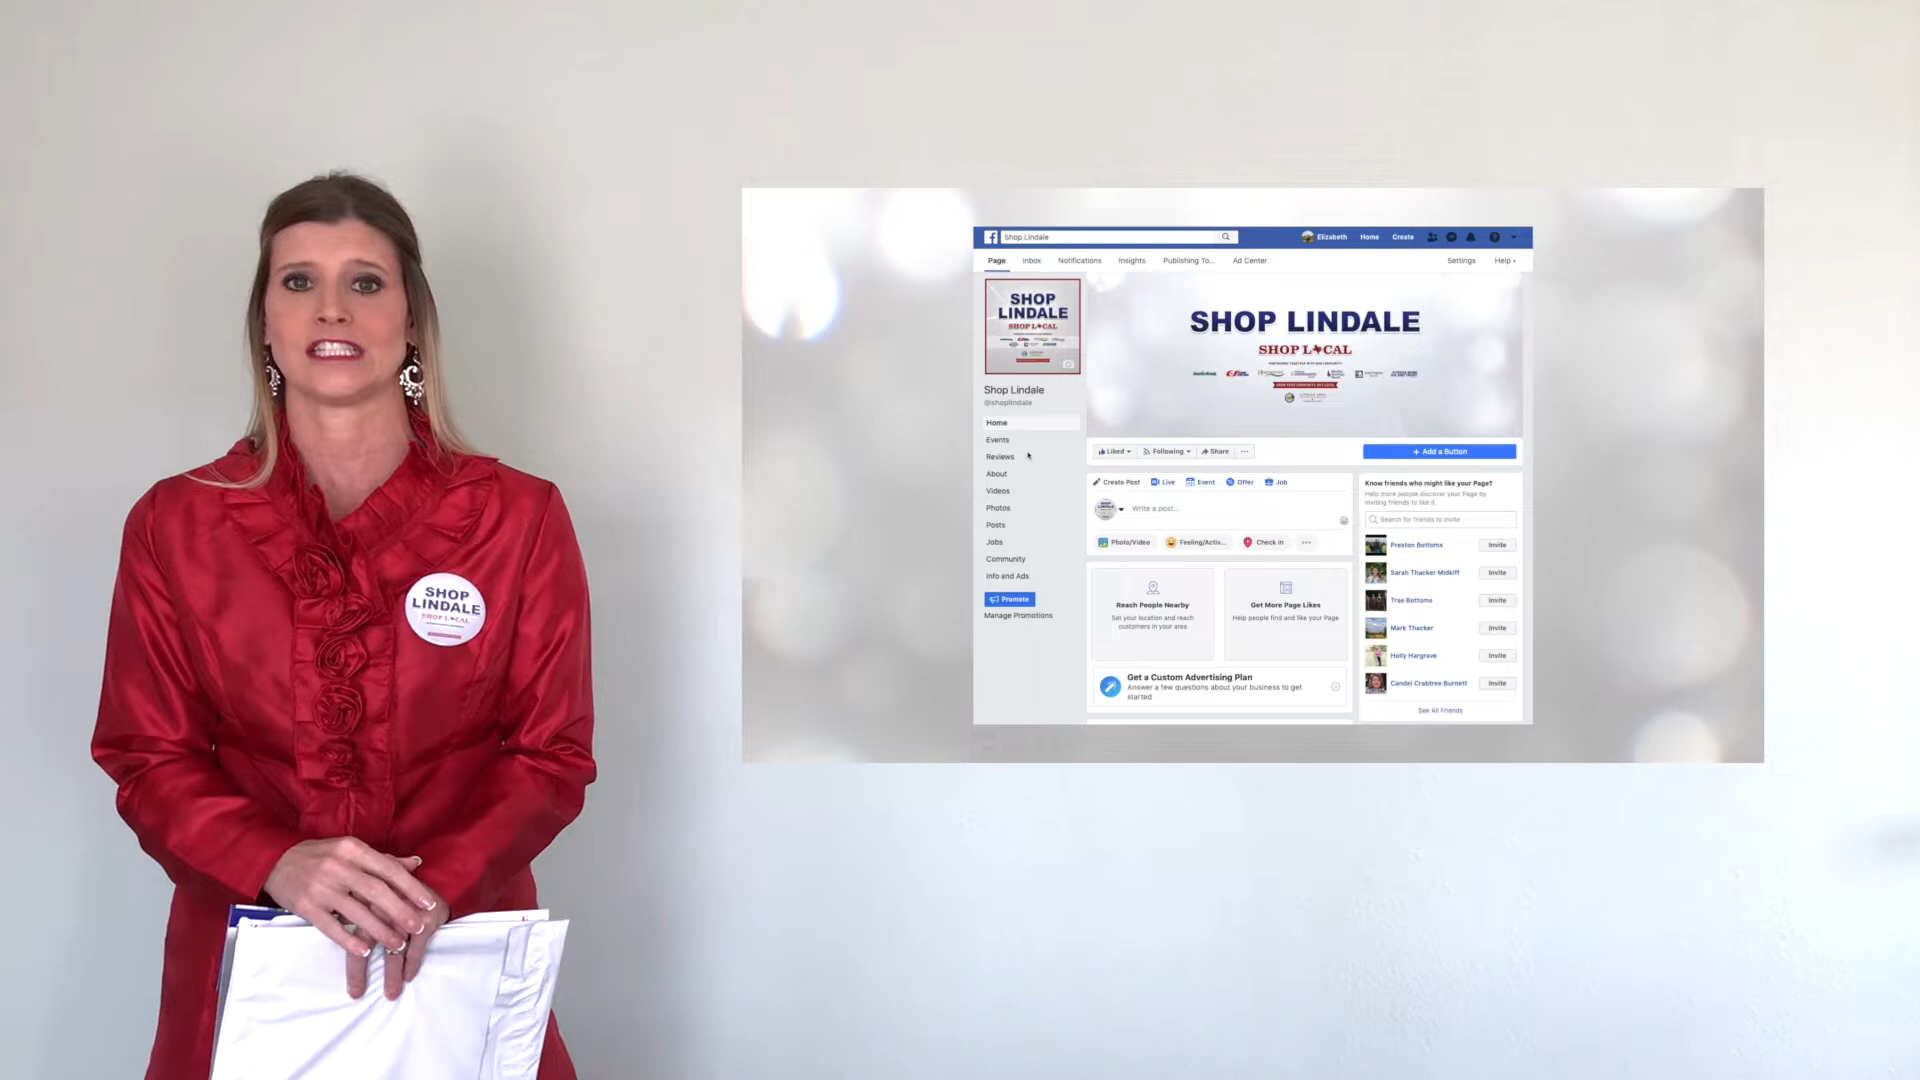 SHOP
LINDALE
SHOP L CAL
Shop Lindale
Elizabeth Home Create
Page Inbox Notifications Insights Publishing To... Ad Center Settings Help
SHOP
LINDALE
SHOP L CAL
Shop Lindale
@shoplindale
Home
Events
Reviews
About
Videos
Photos
Posts
Jobs
Community
Info and Ads
Promote
Manage Promotions
SHOP LINDALE
SHOP L CAL
PARTNERING TOGETHER WITH OUR COMMUNITY
Liked Following Share ...
+ Add a Button
Create Post Live Event Offer Job
Write a post...
Photo/Video Feeling/Activ... Check in ...
Reach People Nearby
Set your location and reach
customers in your area
Get More Page Likes
Help people find and like your Page
Get a Custom Advertising Plan
Answer a few questions about your business to get
started
Know friends who might like your Page?
Help more people discover your Page by
inviting friends to like it.
Search for friends to invite
Preston Bottoms Invite
Sarah Thacker Midkiff Invite
Trae Bottoms Invite
Mark Thacker Invite
Holly Hargrave Invite
Candel Crabtree Burnett Invite
See All Friends